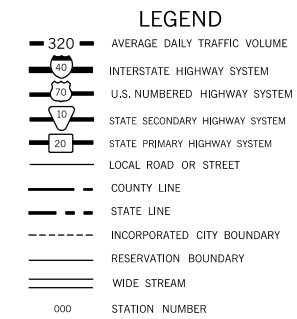 LEGEND
320 AVERAGE DAILY TRAFFIC VOLUME
40 INTERSTATE HIGHWAY SYSTEM
70 U.S. NUMBERED HIGHWAY SYSTEM
10 STATE SECONDARY HIGHWAY SYSTEM
20 STATE PRIMARY HIGHWAY SYSTEM
LOCAL ROAD OR STREET
COUNTY LINE
STATE LINE
INCORPORATED CITY BOUNDARY
RESERVATION BOUNDARY
WIDE STREAM
000 STATION NUMBER